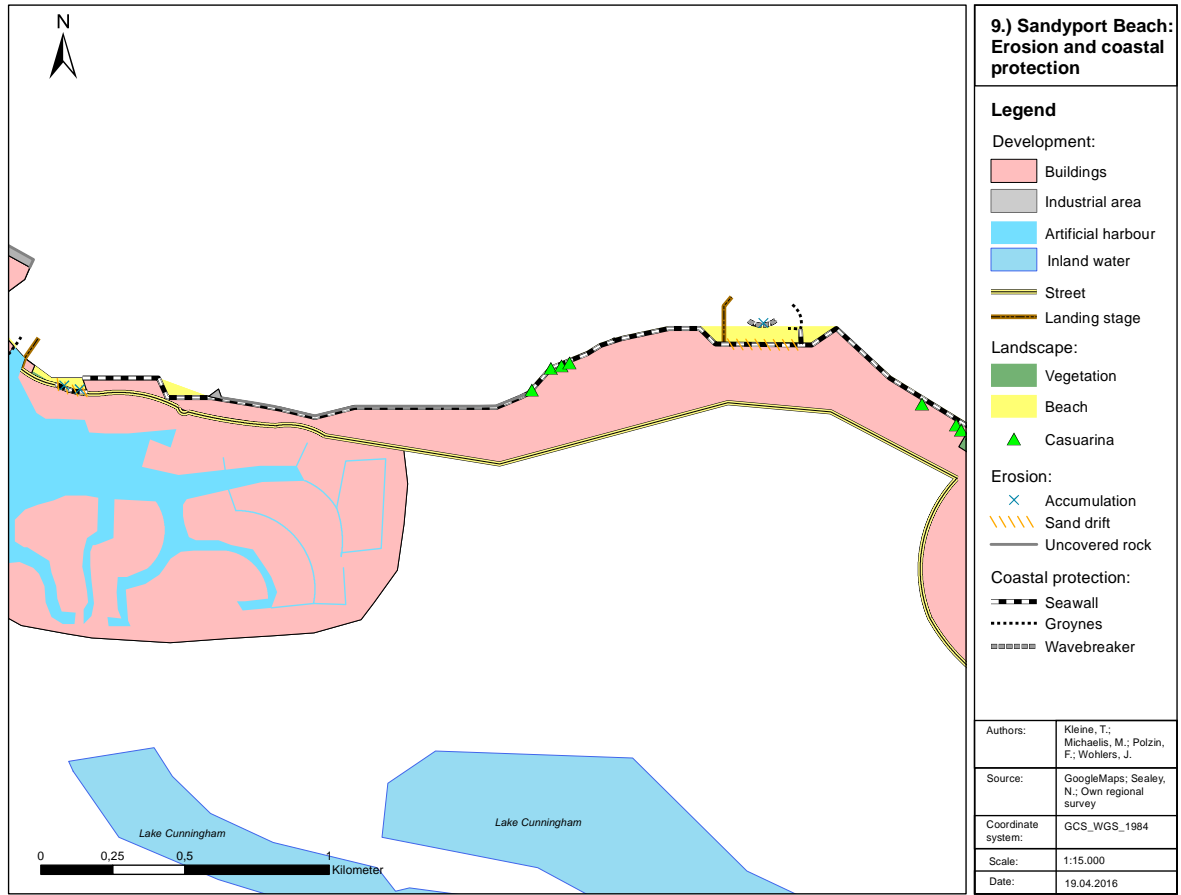 N
Lake Cunningham
Lake Cunningham
0 0,25 0,5 1
Kilometer
9.) Sandyport Beach:
Erosion and coastal
protection
Legend
Development:
Buildings
Industrial area
Artificial harbour
Inland water
Street
Landing stage
Landscape:
Vegetation
Beach
Casuarina
Erosion:
Accumulation
Sand drift
Uncovered rock
Coastal protection:
Seawall
Groynes
Wavebreaker
Authors: Kleine, T.;
Michaelis, M.; Polzin,
F.; Wohlers, J.
Source: GoogleMaps; Sealey,
N.; Own regional
survey
Coordinate GCS_WGS_1984
system:
Scale: 1:15.000
Date: 19.04.2016